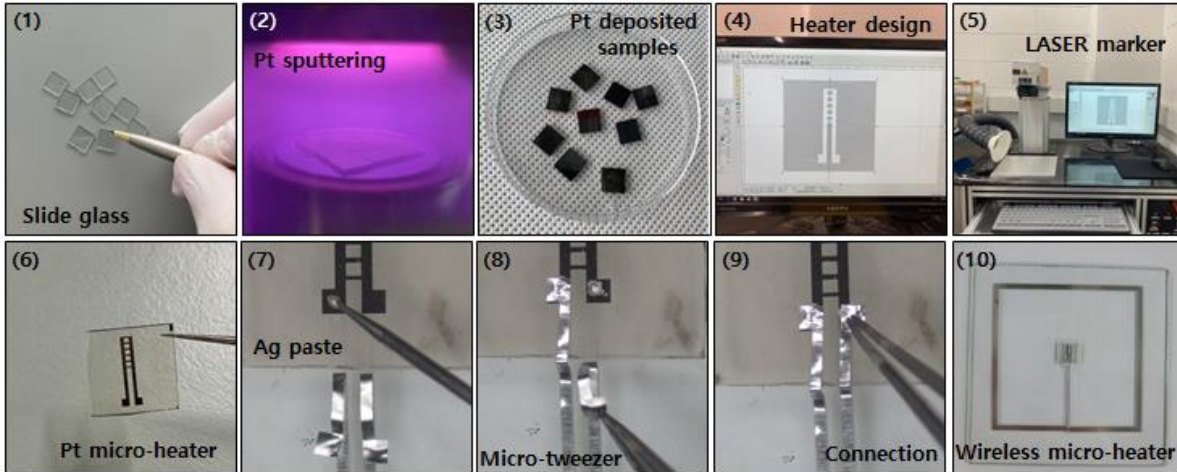 (1)
Slide glass
(2)
Pt sputtering
(3)
Pt deposited
samples
(4)
Heater design
(5)
LASER marker
(6)
Pt micro-heater
(7)
Ag paste
(8)
Micro-tweezer
(9)
Connection
(10)
Wireless micro-heater